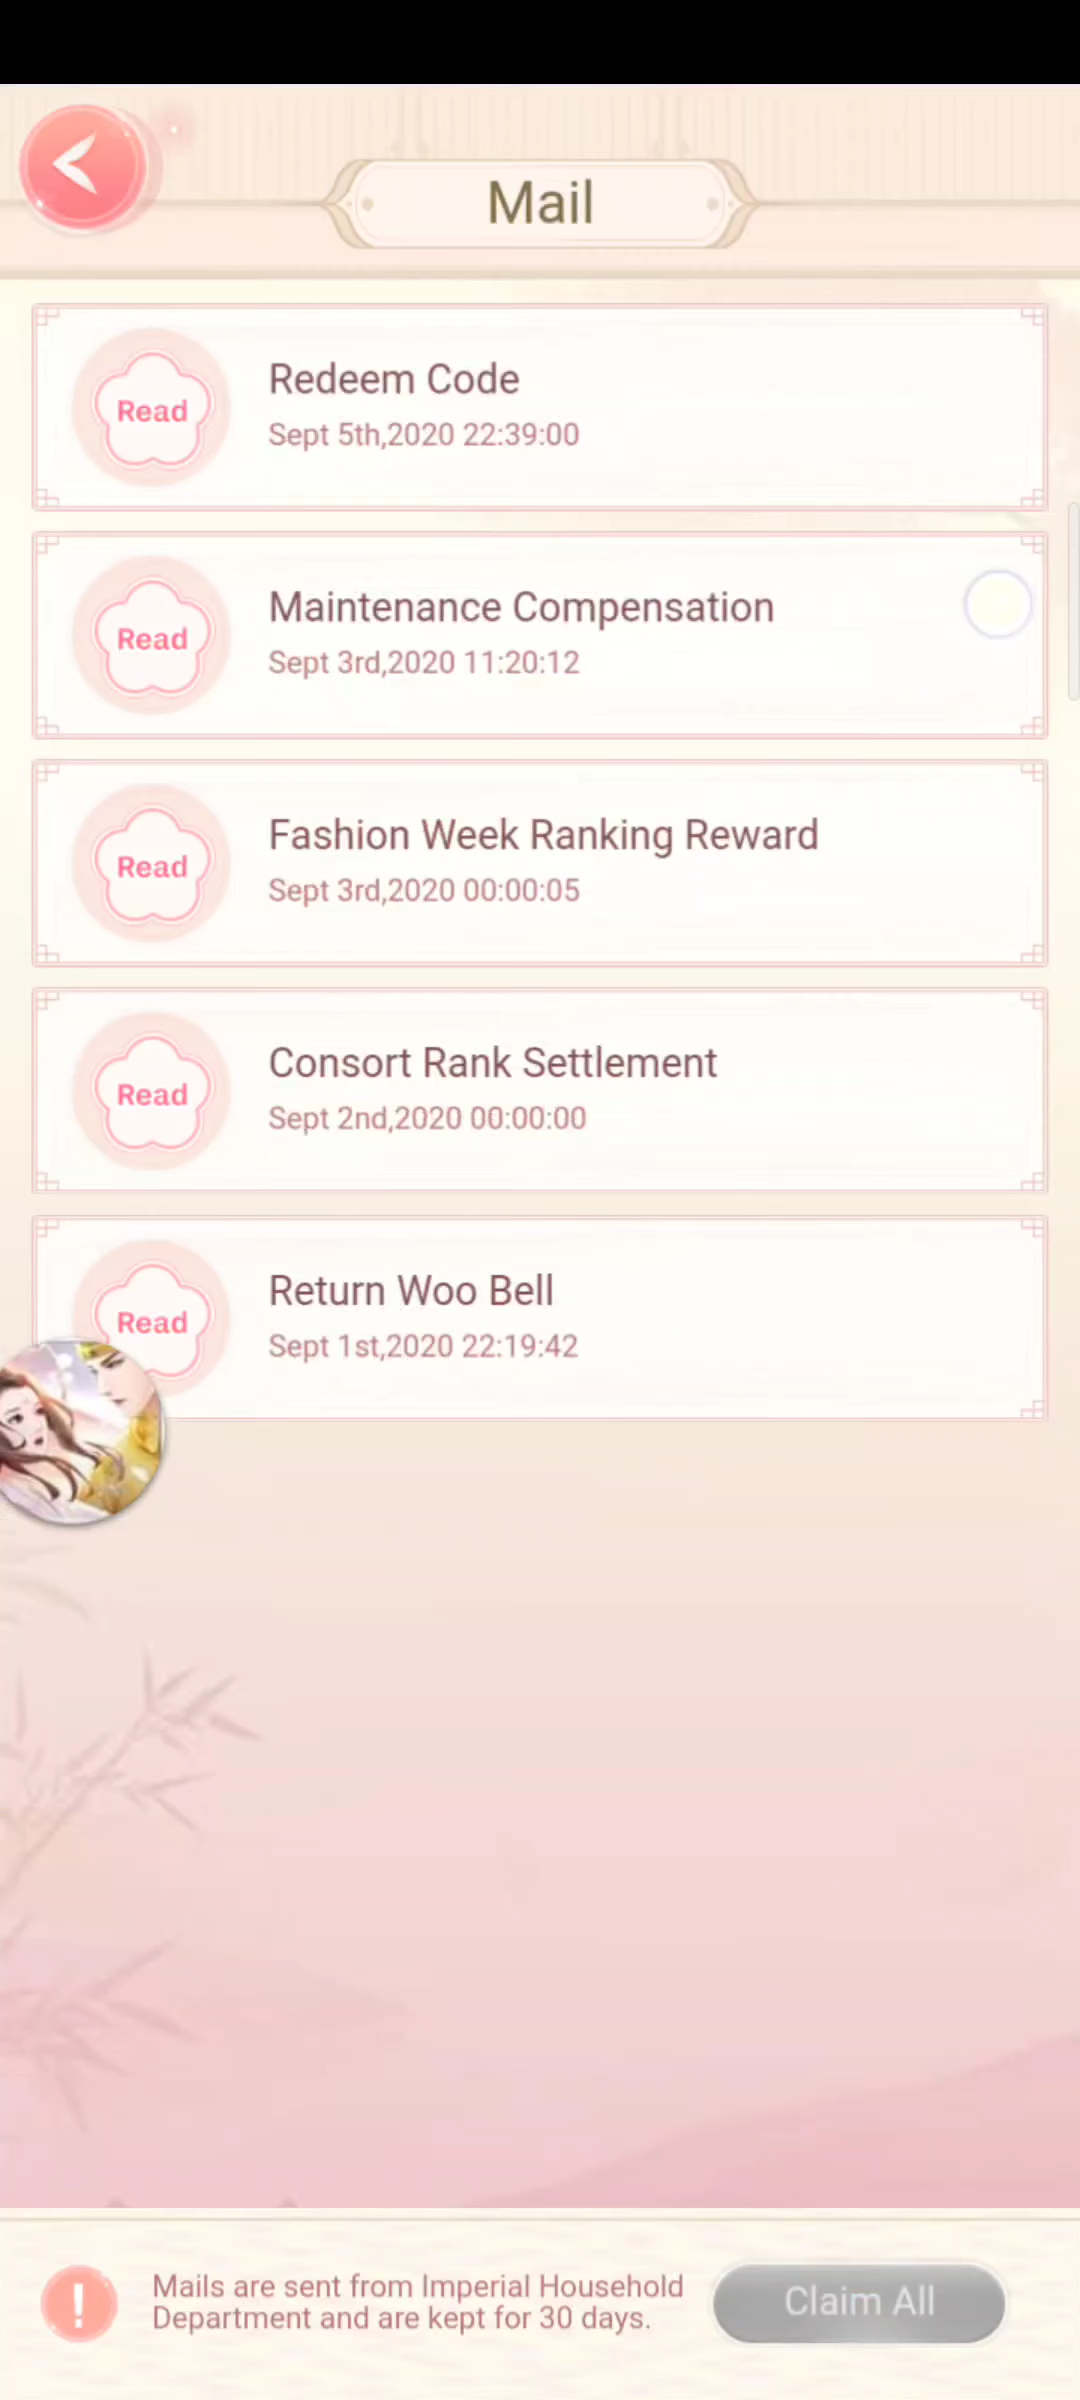 Mail
Redeem Code
Read
Sept 5th,2020 22:39:00
Maintenance Compensation
Read
Sept 3rd,2020 11:20:12
Fashion Week Ranking Reward
Read
Sept 3rd,2020 00:00:05
Consort Rank Settlement
Read
Sept 2nd,2020 00:00:00
Return Woo Bell
Read
Sept 1st,2020 22:19:42
Mails are sent from Imperial Household
Department and are kept for 30 days.
Claim All